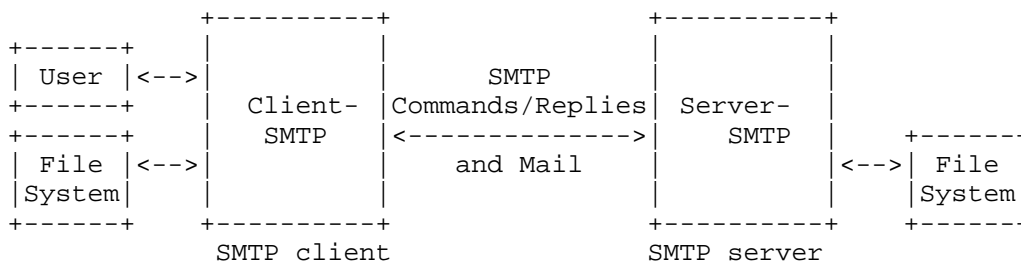 +----------+ +----------+
+------+ | | | |
| User |<-->| | SMTP | |
+------+ | Client- |Commands/Replies| Server- |
+------+ | SMTP |<-------------->| SMTP | +------+
| File |<-->| | and Mail | |<-->| File |
|System| | | | | |System|
+------+ +----------+ +----------+ +------+
SMTP client SMTP server